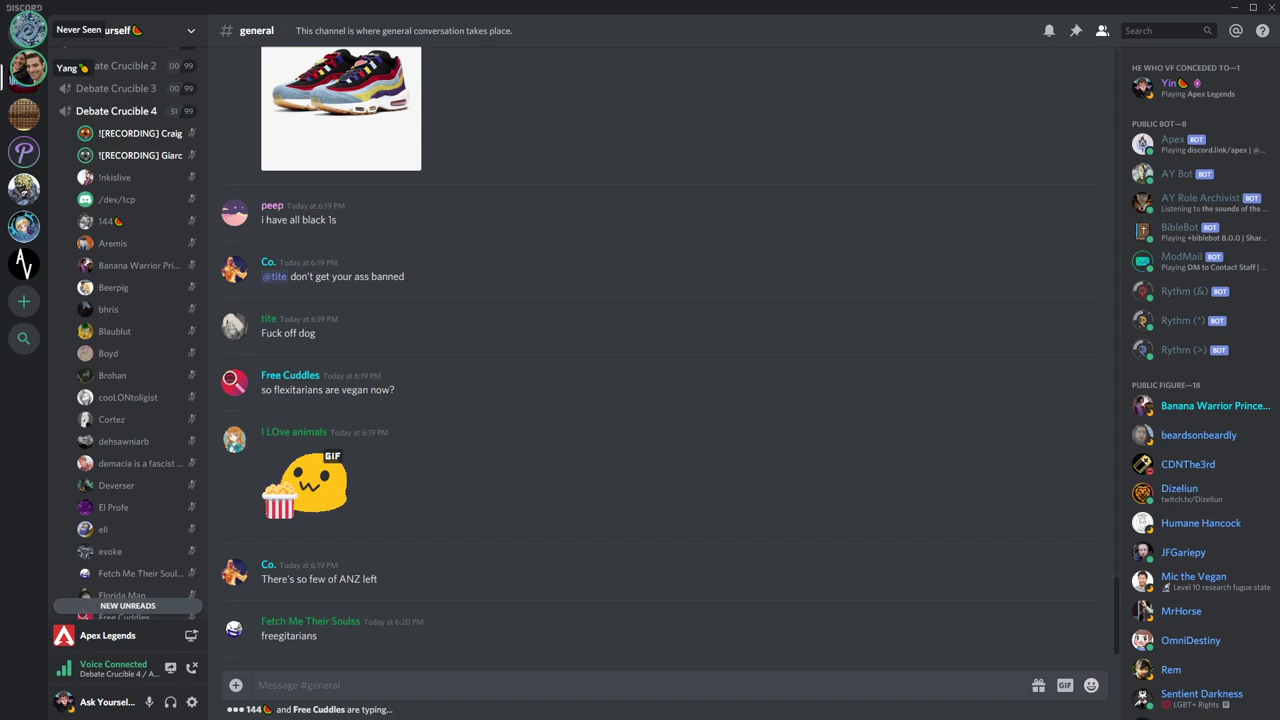 DISCORD
Never Seen
urself🍉
Yang🍋
ate Crucible 2
00 99
Debate Crucible 3
00 99
Debate Crucible 4
51 99
![RECORDING] Craig
![RECORDING] Giarc
!nkislive
/dev/tcp
144🍉
Aremis
Banana Warrior Pri...
Beerpig
bhris
Blaublut
Boyd
Brohan
cooLONtoligist
Cortez
dehsawniarb
demacia is a fascist ...
Deverser
El Profe
eli
evoke
Fetch Me Their Soul...
Florida Man
Free Cuddles
NEW UNREADS
Apex Legends
Voice Connected
Debate Crucible 4 / A...
Ask Yoursel...
# general
This channel is where general conversation takes place.
Search
peep Today at 6:19 PM
i have all black 1s
Co. Today at 6:19 PM
@tite don't get your ass banned
tite Today at 6:19 PM
Fuck off dog
Free Cuddles Today at 6:19 PM
so flexitarians are vegan now?
I LOve animals Today at 6:19 PM
GIF
Co. Today at 6:19 PM
There's so few of ANZ left
Fetch Me Their Soulss Today at 6:20 PM
freegitarians
Message #general
GIF
144🍉 and Free Cuddles are typing...
HE WHO VF CONCEDED TO—1
Yin🍉
Playing Apex Legends
PUBLIC BOT—8
Apex BOT
Playing discord.link/apex | @...
AY Bot BOT
AY Role Archivist BOT
Listening to the sounds of the ...
BibleBot BOT
Playing +biblebot 8.0.0 | Shar...
ModMail BOT
Playing DM to Contact Staff | ...
Rythm (&) BOT
Rythm (*) BOT
Rythm (>) BOT
PUBLIC FIGURE—18
Banana Warrior Prince...
beardsonbeardly
CDNThe3rd
Dizeliun
twitch.tv/Dizeliun
Humane Hancock
JFGariepy
Mic the Vegan
Level 10 research fugue state
MrHorse
OmniDestiny
Rem
Sentient Darkness
LGBT+ Rights